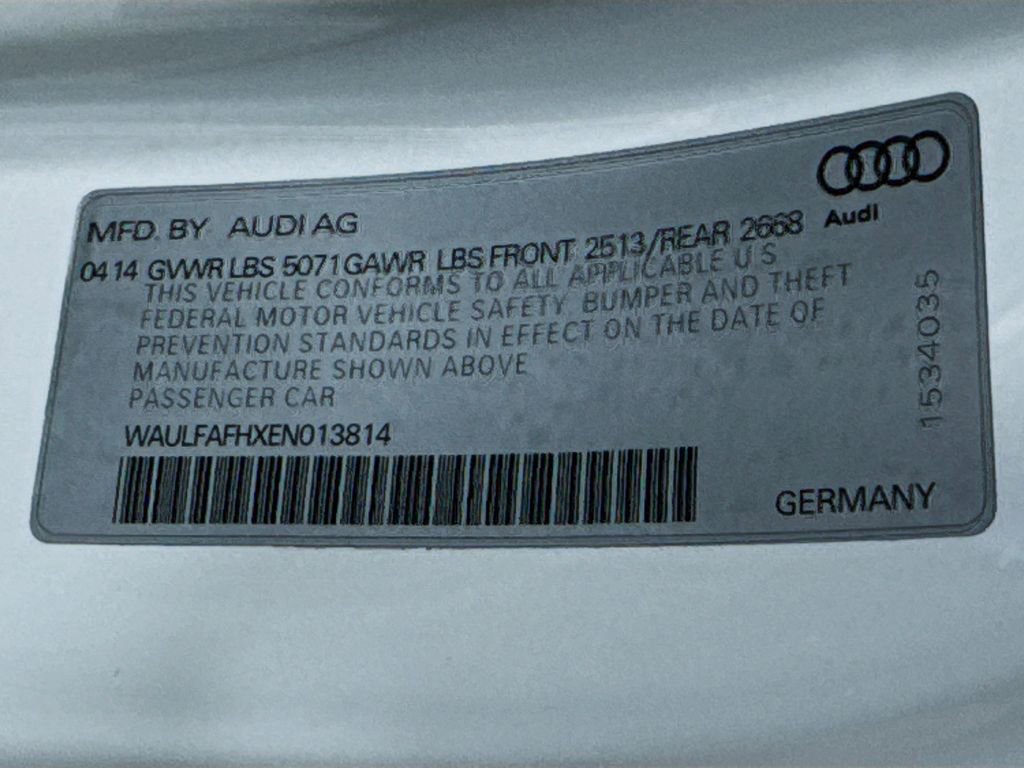 Audi
MFD. BY AUDI AG
0414 GVWR LBS 5071 GAWR LBS FRONT 2513/REAR 2668
THIS VEHICLE CONFORMS TO ALL APPLICABLE U S
FEDERAL MOTOR VEHICLE SAFETY, BUMPER AND THEFT
PREVENTION STANDARDS IN EFFECT ON THE DATE OF
MANUFACTURE SHOWN ABOVE
PASSENGER CAR
WAULFAFHXEN013814
1534035
GERMANY